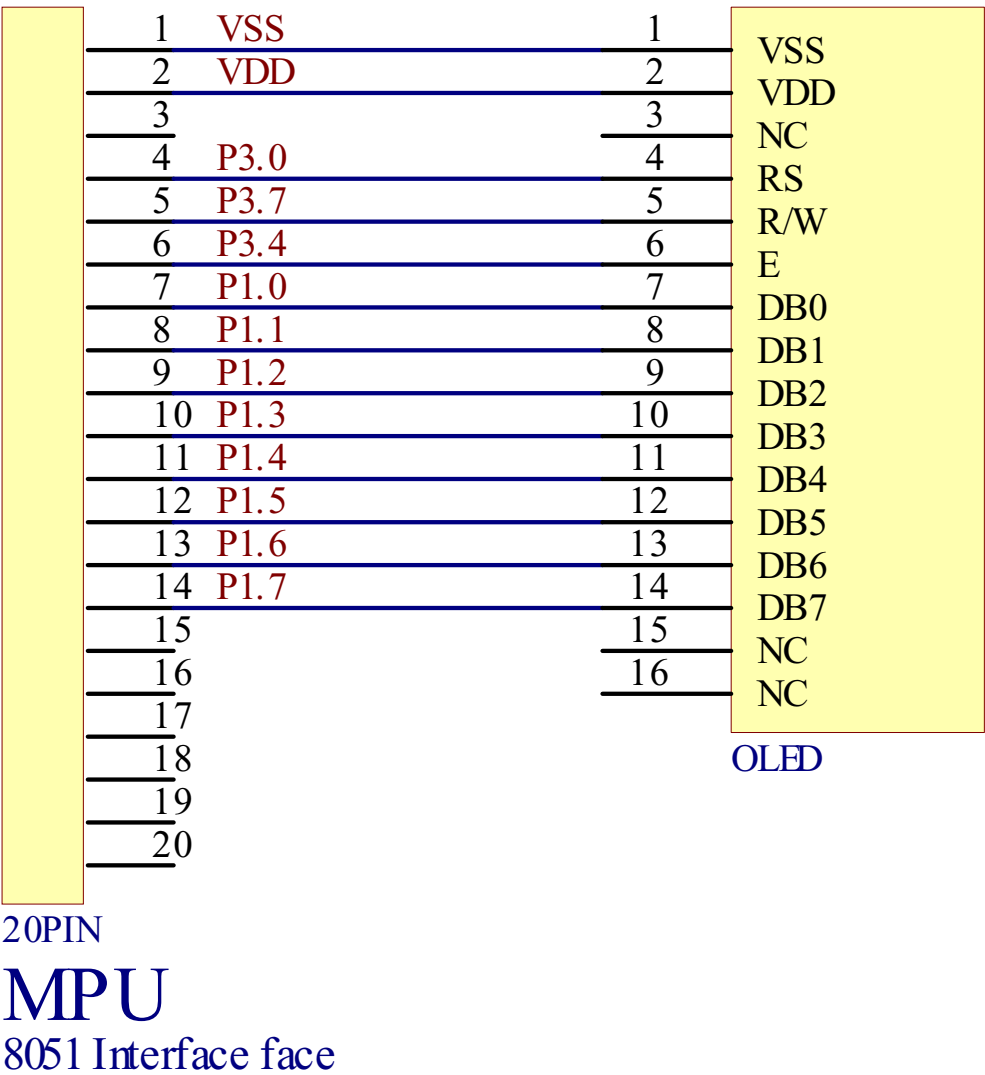 1 VSS 1 VSS
2 VDD 2 VDD
3 3 NC
4 P3.0 4 RS
5 P3.7 5 R/W
6 P3.4 6 E
7 P1.0 7 DB0
8 P1.1 8 DB1
9 P1.2 9 DB2
10 P1.3 10 DB3
11 P1.4 11 DB4
12 P1.5 12 DB5
13 P1.6 13 DB6
14 P1.7 14 DB7
15 15 NC
16 16 NC
17
18 OLED
19
20
20PIN
MPU
8051 Interface face